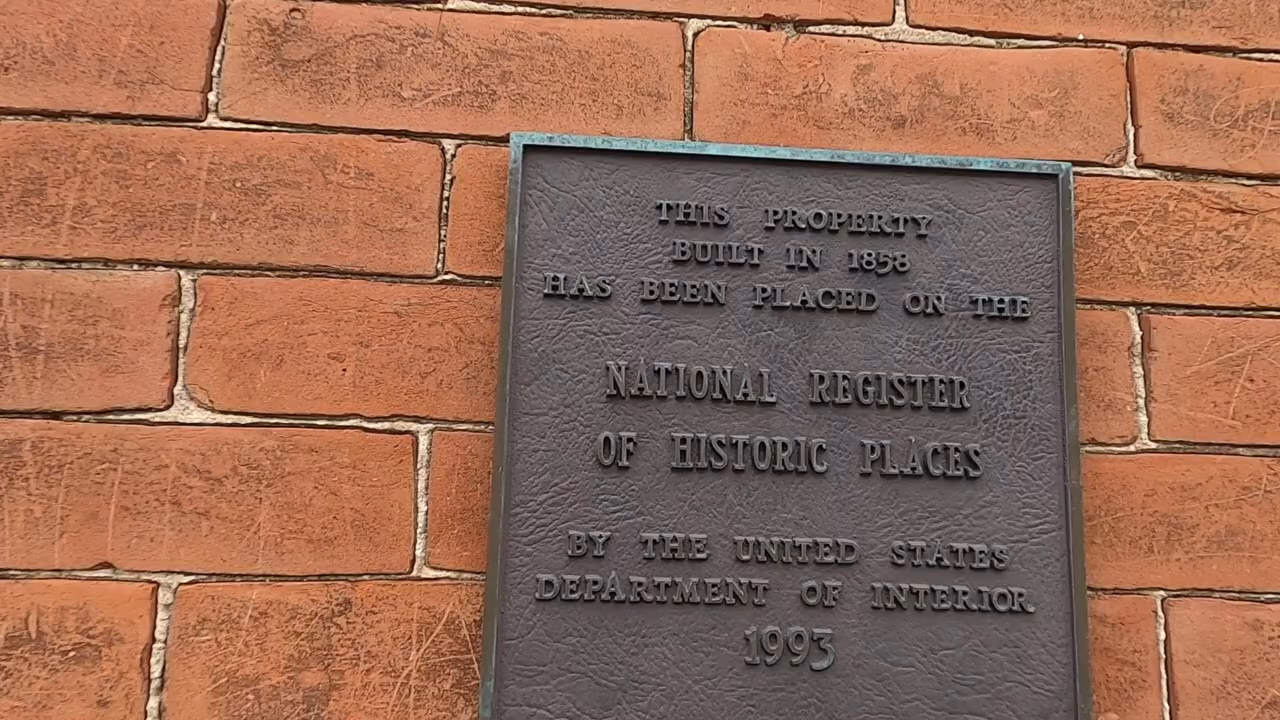 THIS PROPERTY
BUILT IN 1858
HAS BEEN PLACED ON THE
NATIONAL REGISTER
OF HISTORIC PLACES
BY THE UNITED STATES
DEPARTMENT OF INTERIOR
1993